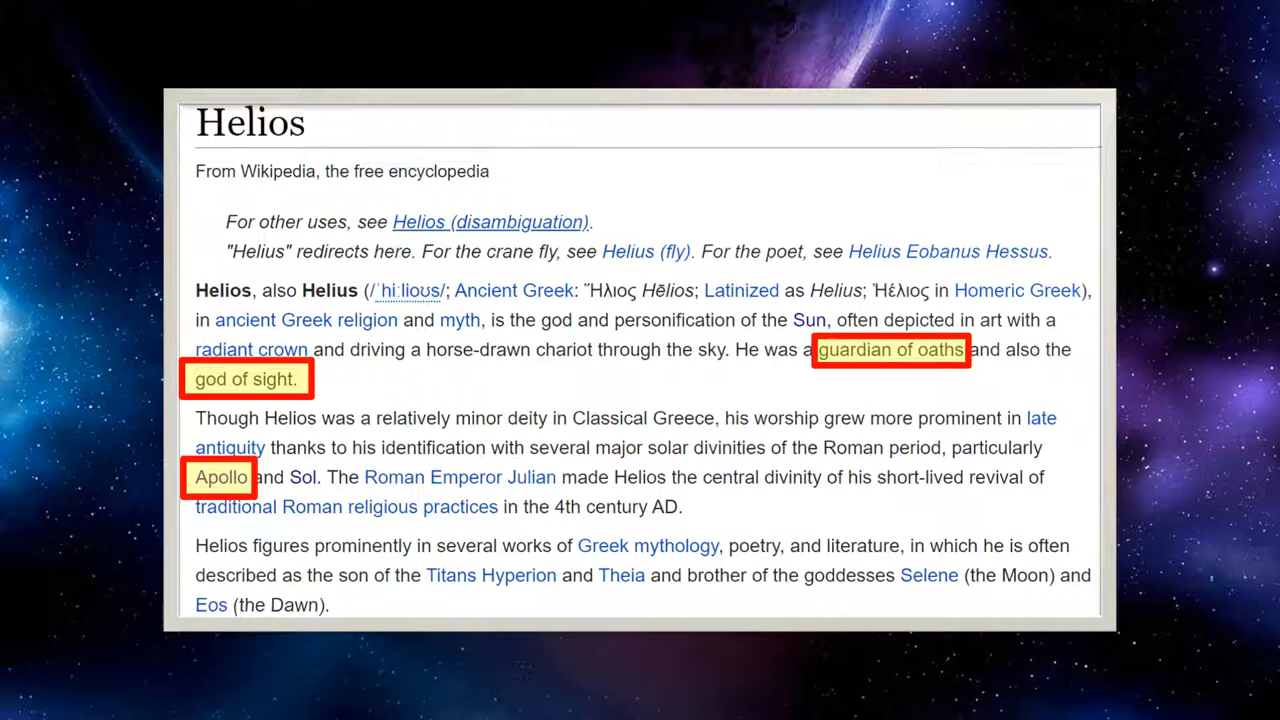 Helios
From Wikipedia, the free encyclopedia
For other uses, see Helios (disambiguation).
"Helius" redirects here. For the crane fly, see Helius (fly). For the poet, see Helius Eobanus Hessus.
Helios, also Helius (/ˈhiːlioʊs/; Ancient Greek: Ἥλιος Hēlios; Latinized as Helius; Ἠέλιος in Homeric Greek),
in ancient Greek religion and myth, is the god and personification of the Sun, often depicted in art with a
radiant crown and driving a horse-drawn chariot through the sky. He was a guardian of oaths and also the
god of sight.
Though Helios was a relatively minor deity in Classical Greece, his worship grew more prominent in late
antiquity thanks to his identification with several major solar divinities of the Roman period, particularly
Apollo and Sol. The Roman Emperor Julian made Helios the central divinity of his short-lived revival of
traditional Roman religious practices in the 4th century AD.
Helios figures prominently in several works of Greek mythology, poetry, and literature, in which he is often
described as the son of the Titans Hyperion and Theia and brother of the goddesses Selene (the Moon) and
Eos (the Dawn).